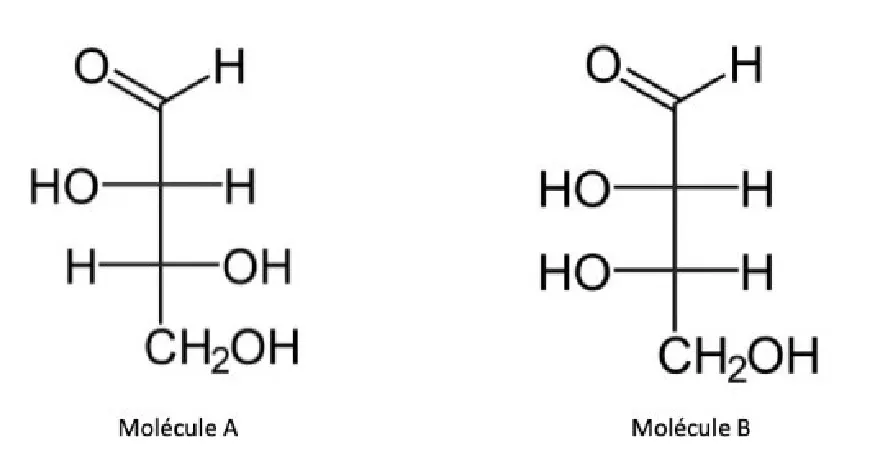 O H O H
HO H HO H
H OH HO H
CH₂OH CH₂OH
Molécule A Molécule B